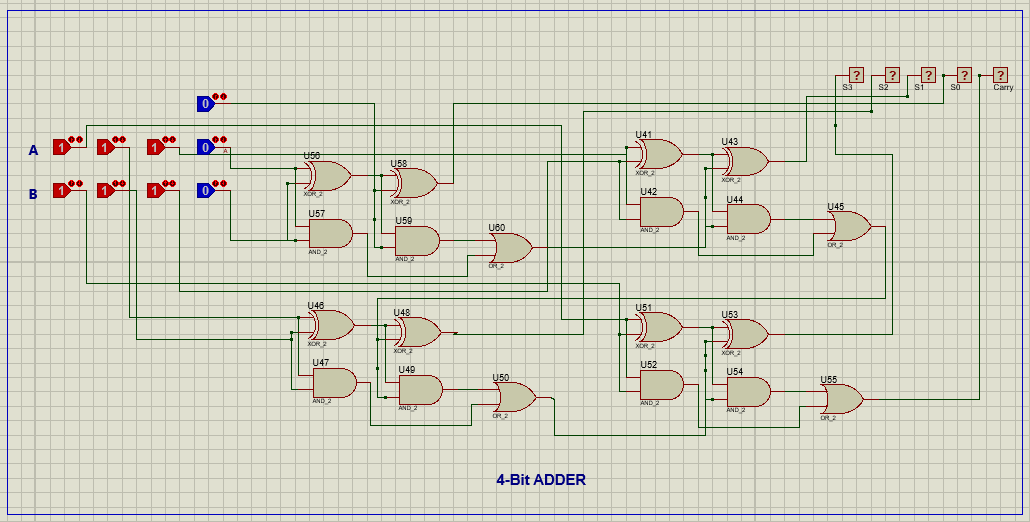 ? ? ? ? ?
S3 S2 S1 S0 Carry
0
A 1 1 1 0
A
B 1 1 1 0
U41 U43
XOR_2 XOR_2
U56 U58
XOR_2 XOR_2
U42 U44 U45
AND_2 AND_2 OR_2
U57 U59 U60
AND_2 AND_2 OR_2
U46 U48
XOR_2 XOR_2
U51 U53
XOR_2 XOR_2
U47 U49 U50
AND_2 AND_2 OR_2
U52 U54 U55
AND_2 AND_2 OR_2
4-Bit ADDER